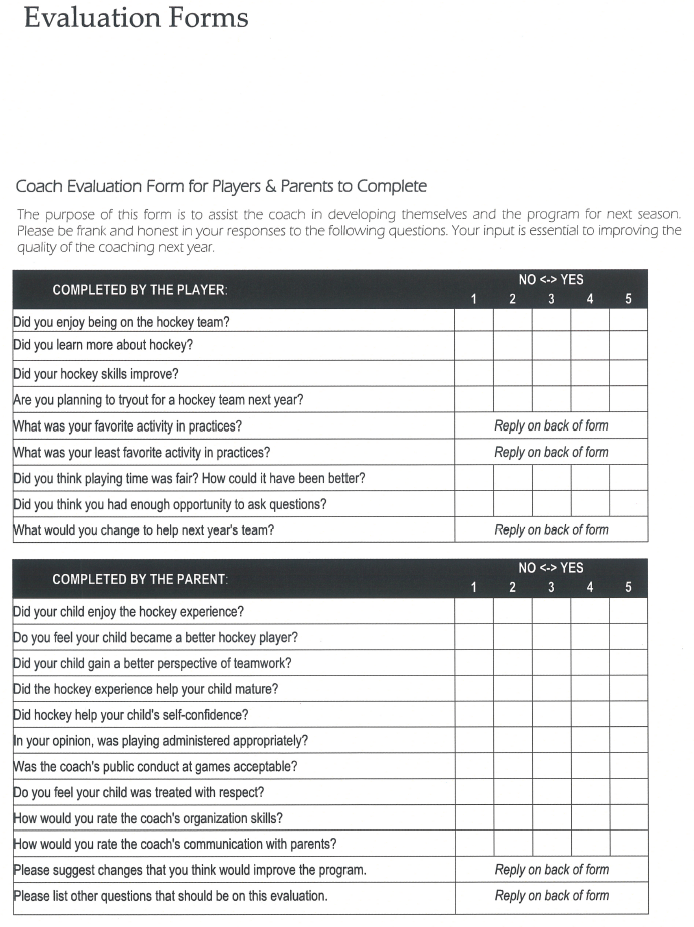 Evaluation Forms
Coach Evaluation Form for Players & Parents to Complete
The purpose of this form is to assist the coach in developing themselves and the program for next season.
Please be frank and honest in your responses to the following questions. Your input is essential to improving the
quality of the coaching next year.
COMPLETED BY THE PLAYER: NO <-> YES
1 2 3 4 5
Did you enjoy being on the hockey team?
Did you learn more about hockey?
Did your hockey skills improve?
Are you planning to tryout for a hockey team next year?
What was your favorite activity in practices? Reply on back of form
What was your least favorite activity in practices? Reply on back of form
Did you think playing time was fair? How could it have been better?
Did you think you had enough opportunity to ask questions?
What would you change to help next year's team? Reply on back of form
COMPLETED BY THE PARENT: NO <-> YES
1 2 3 4 5
Did your child enjoy the hockey experience?
Do you feel your child became a better hockey player?
Did your child gain a better perspective of teamwork?
Did the hockey experience help your child mature?
Did hockey help your child's self-confidence?
In your opinion, was playing administered appropriately?
Was the coach's public conduct at games acceptable?
Do you feel your child was treated with respect?
How would you rate the coach's organization skills?
How would you rate the coach's communication with parents?
Please suggest changes that you think would improve the program. Reply on back of form
Please list other questions that should be on this evaluation. Reply on back of form